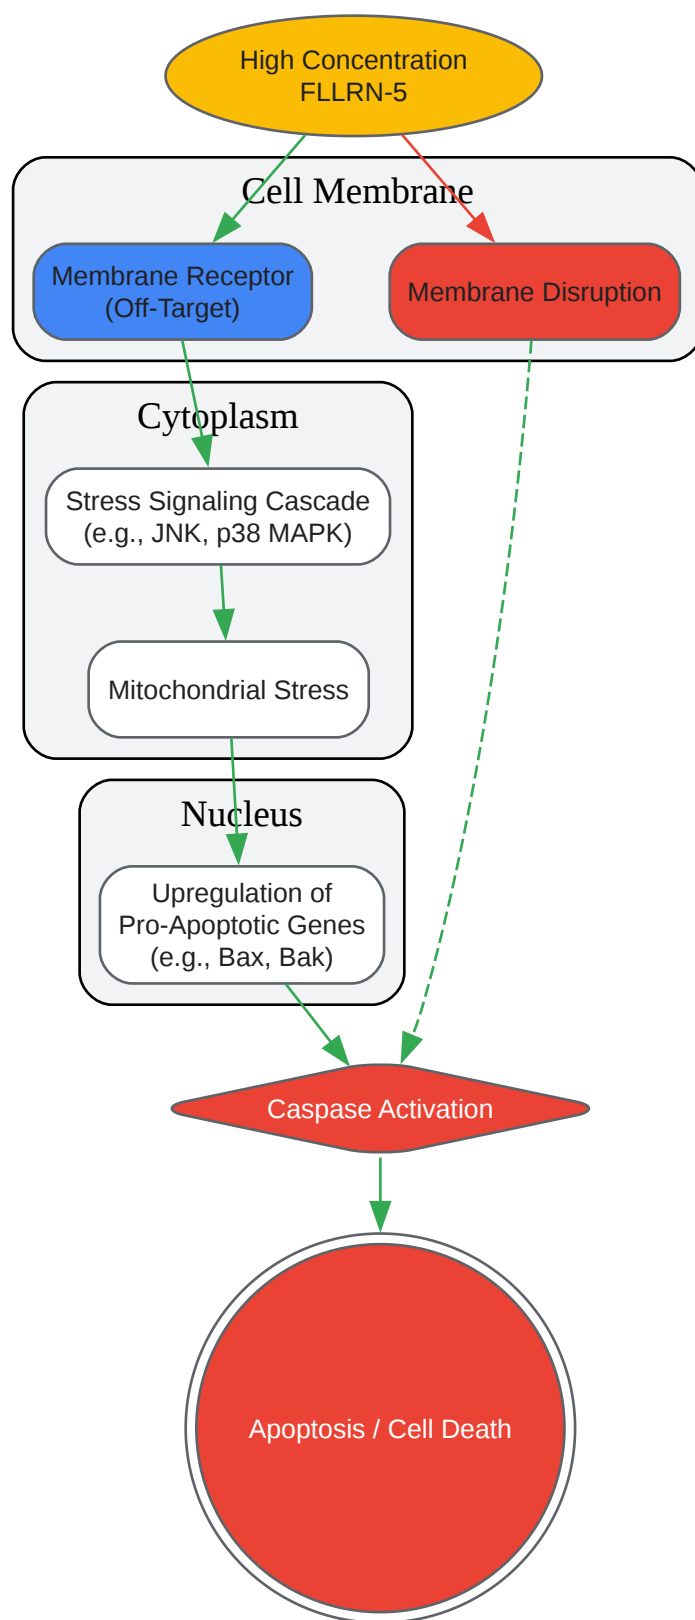 High Concentration
FLLRN-5
Cell Membrane
Membrane Receptor
(Off-Target)
Membrane Disruption
Cytoplasm
Stress Signaling Cascade
(e.g., JNK, p38 MAPK)
Mitochondrial Stress
Nucleus
Upregulation of
Pro-Apoptotic Genes
(e.g., Bax, Bak)
Caspase Activation
Apoptosis / Cell Death